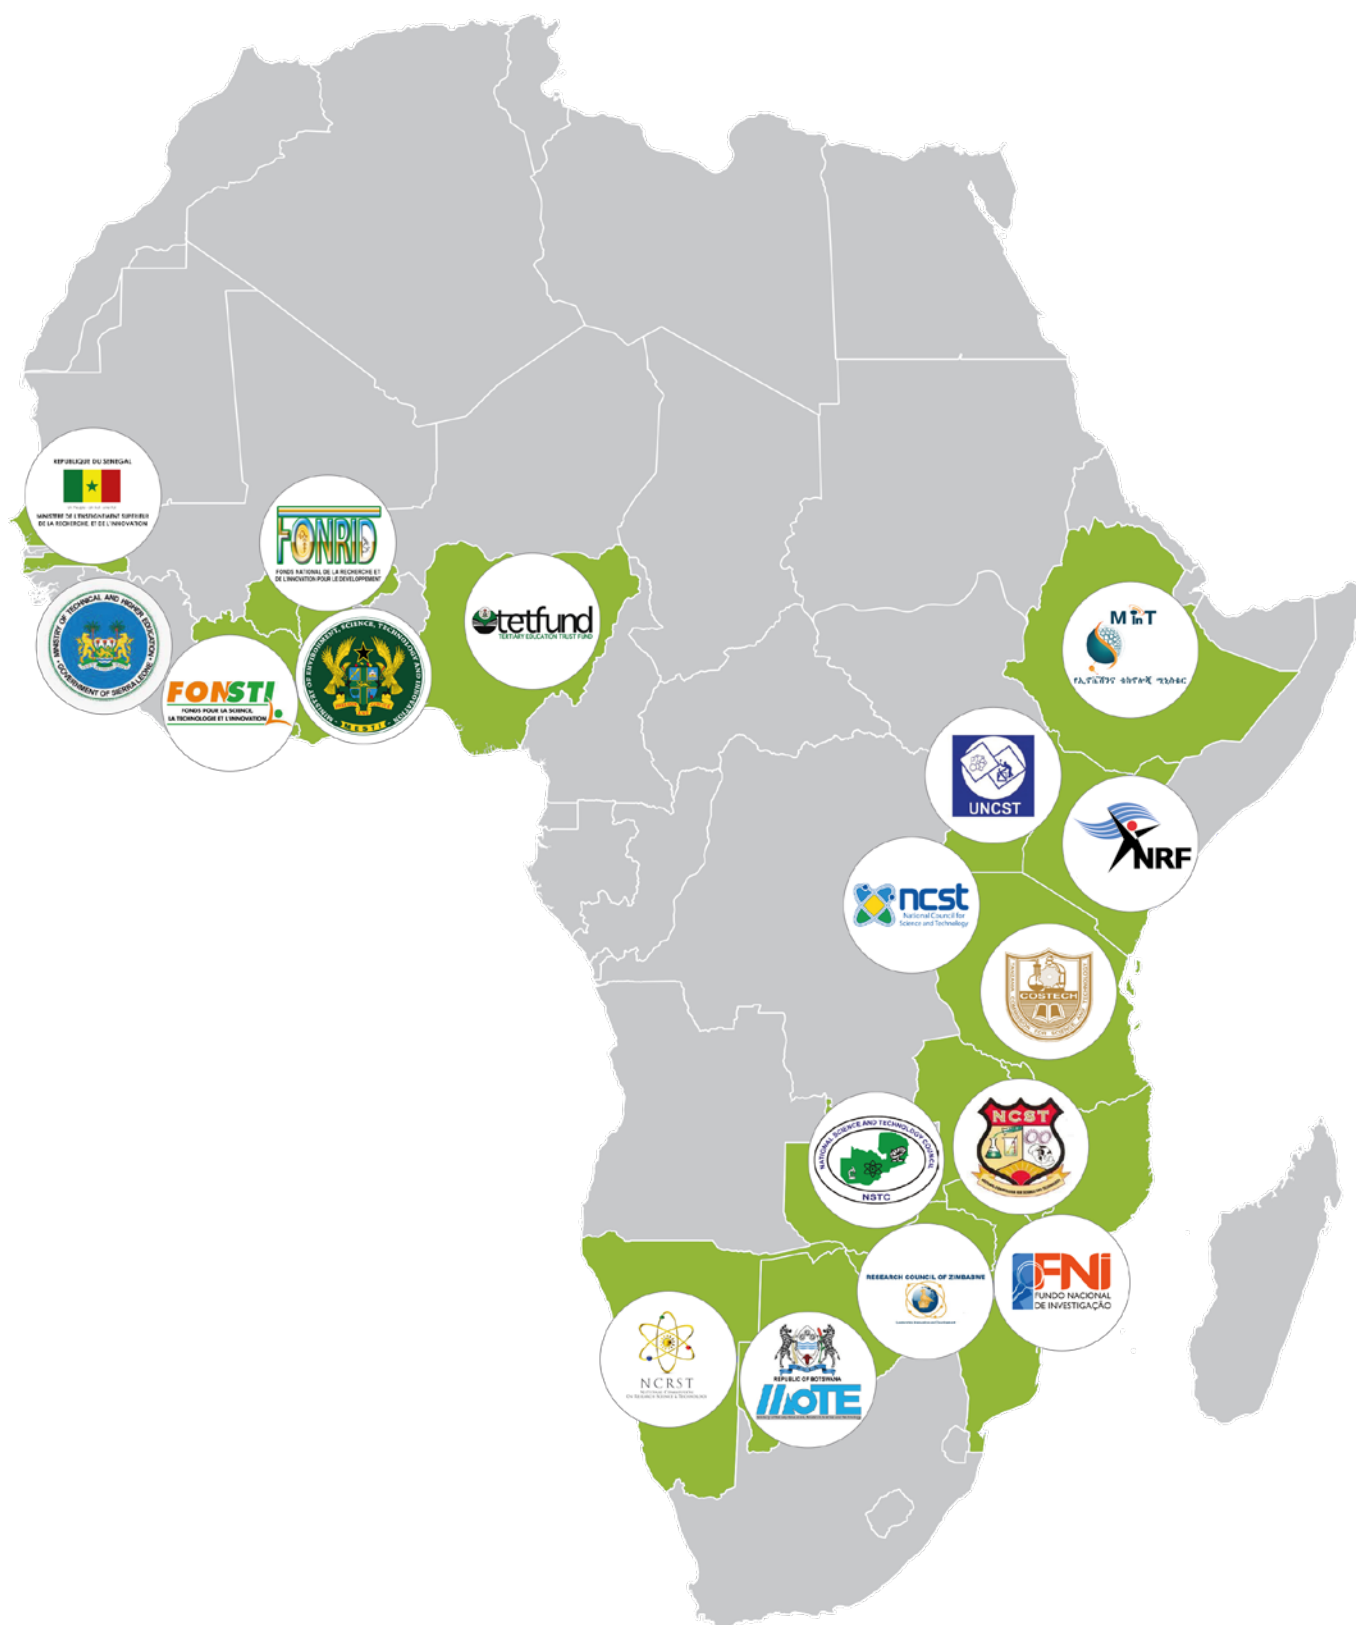 REPUBLIQUE DU SENEGAL
MINISTERE DE L'ENSEIGNEMENT SUPERIEUR
DE LA RECHERCHE ET DE L'INNOVATION
FONRID
FONDS NATIONAL DE LA RECHERCHE ET
DE L'INNOVATION POUR LE DEVELOPPEMENT
tetfund
TERTIARY EDUCATION TRUST FUND
MINISTRY OF TECHNICAL AND HIGHER EDUCATION
GOVERNMENT OF SIERRA LEONE
FONSTI
FONDS POUR LA SCIENCE,
LA TECHNOLOGIE ET L'INNOVATION
MINISTRY OF ENVIRONMENT, SCIENCE, TECHNOLOGY AND INNOVATION
MESTI
MinT
የኢኖቬሽንና ቴክኖሎጂ ሚኒስቴር
UNCST
NRF
ncst
National Council for
Science and Technology
COSTECH
NATIONAL SCIENCE AND TECHNOLOGY COUNCIL
NSTC
NCST
RESEARCH COUNCIL OF ZIMBABWE
FNi
FUNDO NACIONAL
DE INVESTIGAÇÃO
NCRST
REPUBLIC OF BOTSWANA
MoTE